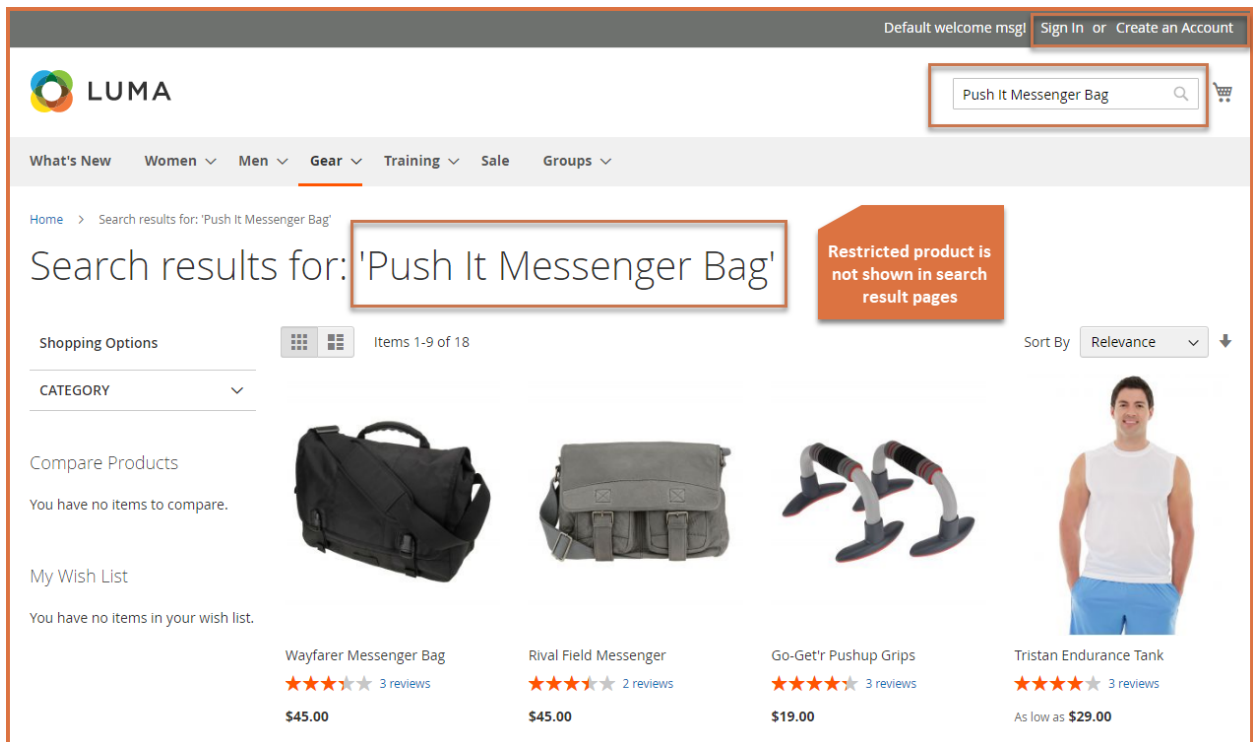 Default welcome msg! Sign In or Create an Account
LUMA
Push It Messenger Bag
What's New Women Men Gear Training Sale Groups
Home > Search results for: 'Push It Messenger Bag'
Search results for: 'Push It Messenger Bag'
Restricted product is
not shown in search
result pages
Shopping Options
Items 1-9 of 18
Sort By Relevance
CATEGORY
Compare Products
You have no items to compare.
My Wish List
You have no items in your wish list.
Wayfarer Messenger Bag
3 reviews
$45.00
Rival Field Messenger
2 reviews
$45.00
Go-Get'r Pushup Grips
3 reviews
$19.00
Tristan Endurance Tank
3 reviews
As low as $29.00